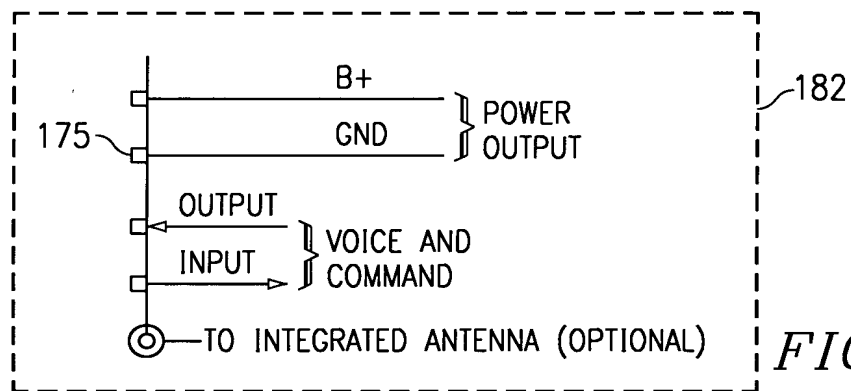 B+
182
POWER
175
GND
OUTPUT
OUTPUT
VOICE AND
INPUT
COMMAND
TO INTEGRATED ANTENNA (OPTIONAL)